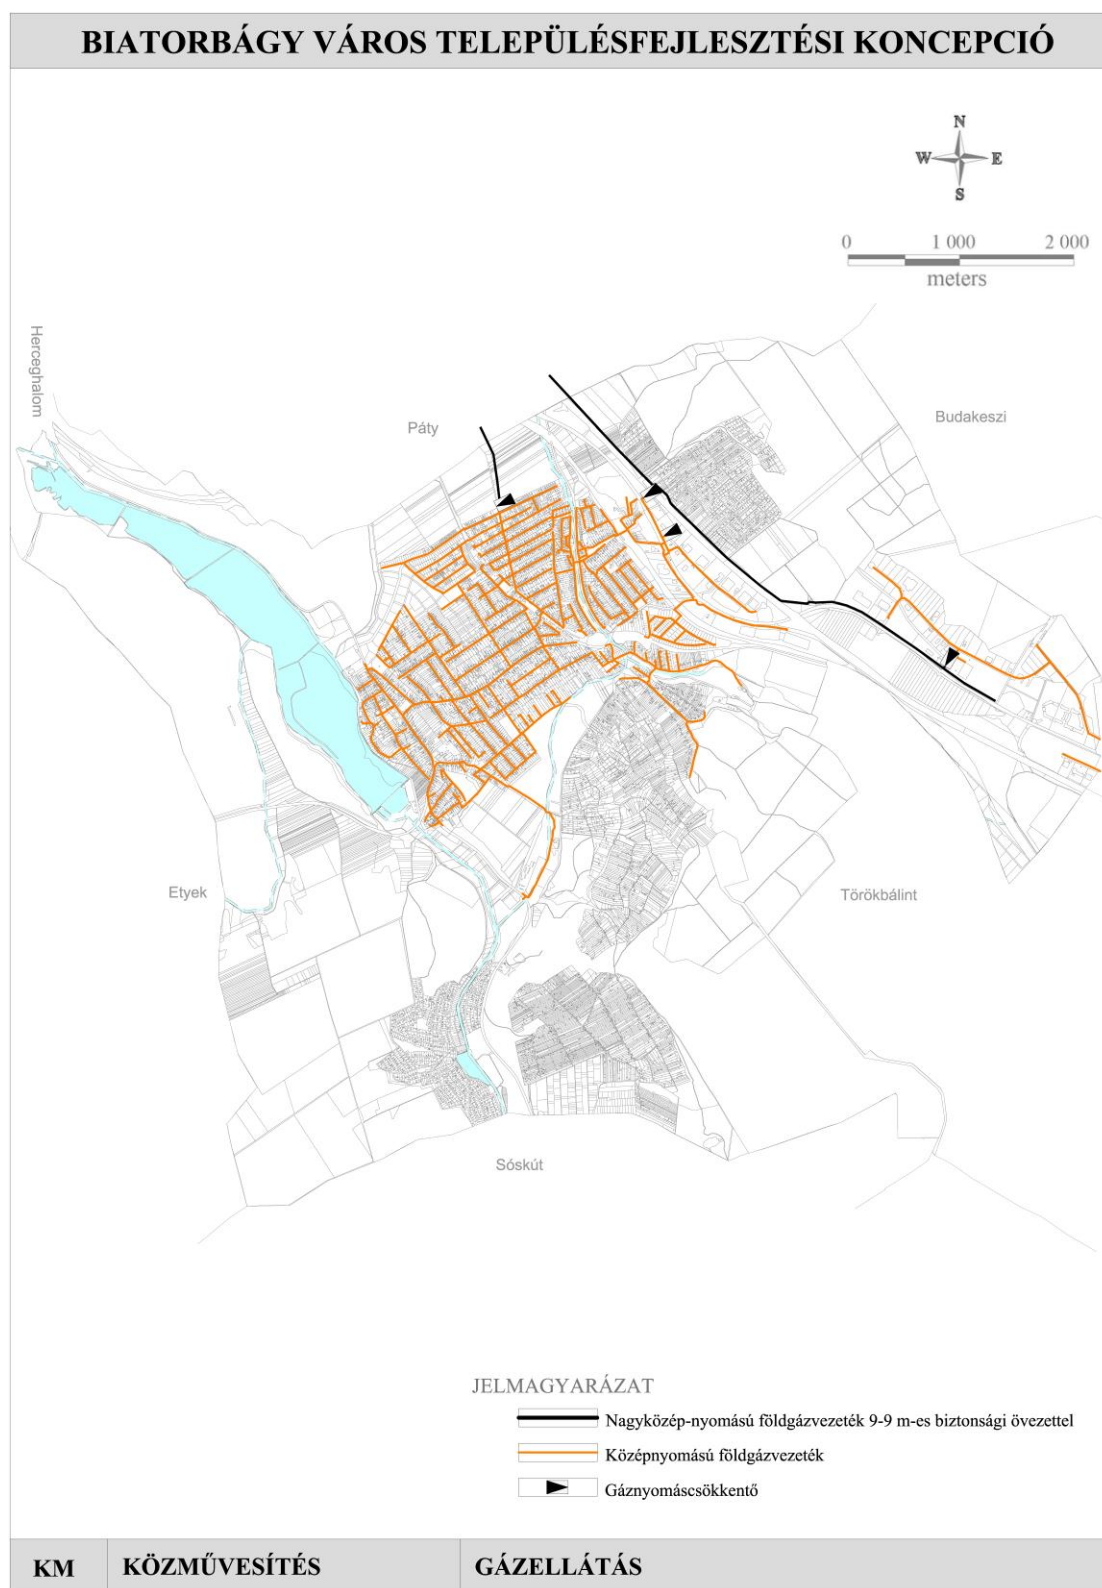 BIATORBÁGY VÁROS TELEPÜLÉSFEJLESZTÉSI KONCEPCIÓ
N
W E
S
0 1 000 2 000
meters
Herceghalom
Páty
Budakeszi
Etyek
Törökbálint
Sóskút
JELMAGYARÁZAT
Nagyközép-nyomású földgázvezeték 9-9 m-es biztonsági övezettel
Középnyomású földgázvezeték
Gáznyomáscsökkentő
KM KÖZMŰVESÍTÉS GÁZELLÁTÁS